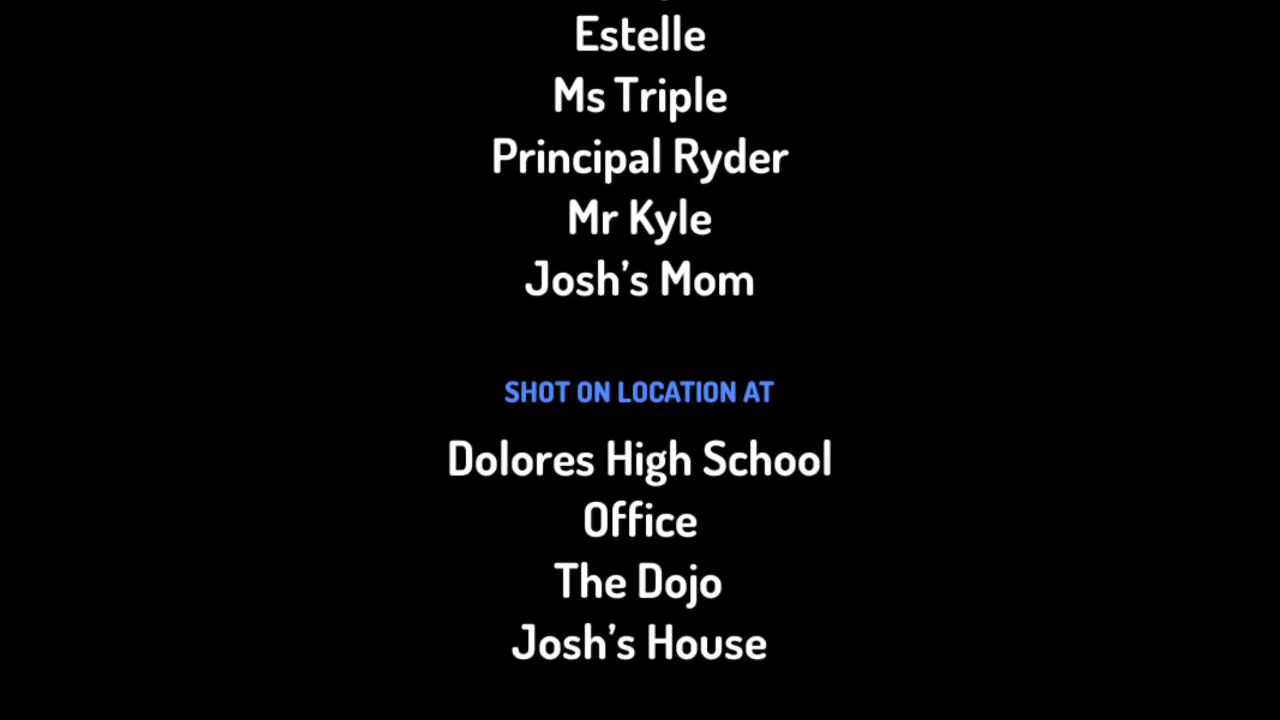 Estelle
Ms Triple
Principal Ryder
Mr Kyle
Josh’s Mom
SHOT ON LOCATION AT
Dolores High School
Office
The Dojo
Josh’s House